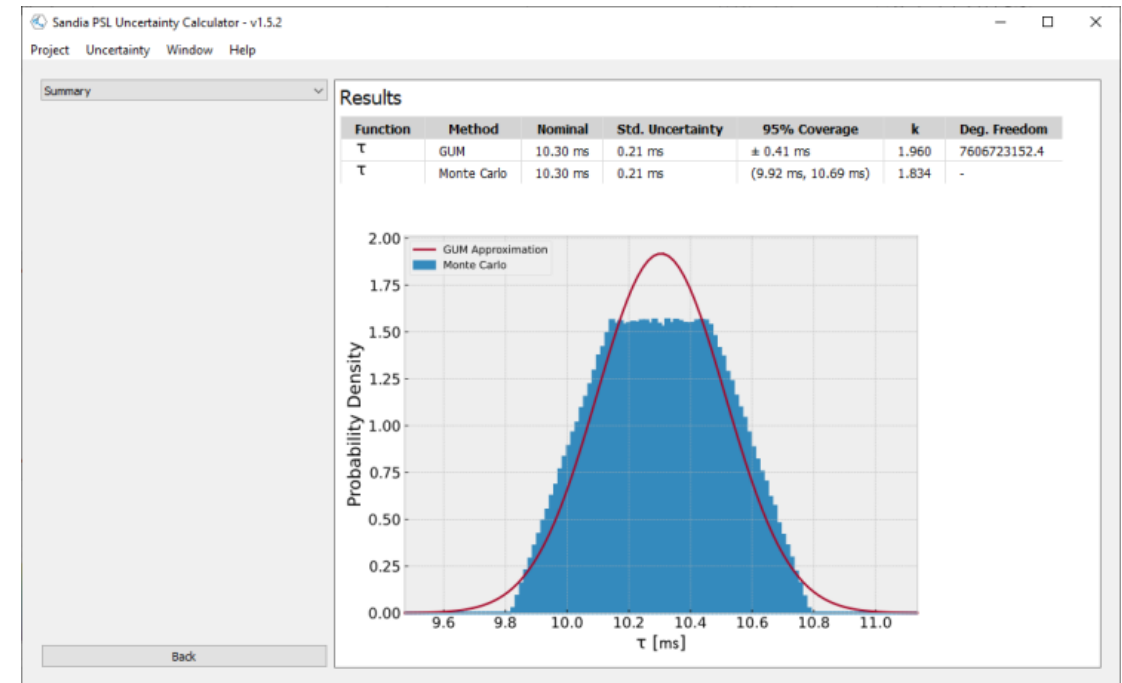 Sandia PSL Uncertainty Calculator - v1.5.2
Project Uncertainty Window Help
Summary
Results
Function Method Nominal Std. Uncertainty 95% Coverage k Deg. Freedom
τ GUM 10.30 ms 0.21 ms ± 0.41 ms 1.960 7606723152.4
τ Monte Carlo 10.30 ms 0.21 ms (9.92 ms, 10.69 ms) 1.834 -
GUM Approximation
Monte Carlo
2.00
1.75
1.50
1.25
1.00
0.75
0.50
0.25
0.00
Probability Density
9.6 9.8 10.0 10.2 10.4 10.6 10.8 11.0
τ [ms]
Back